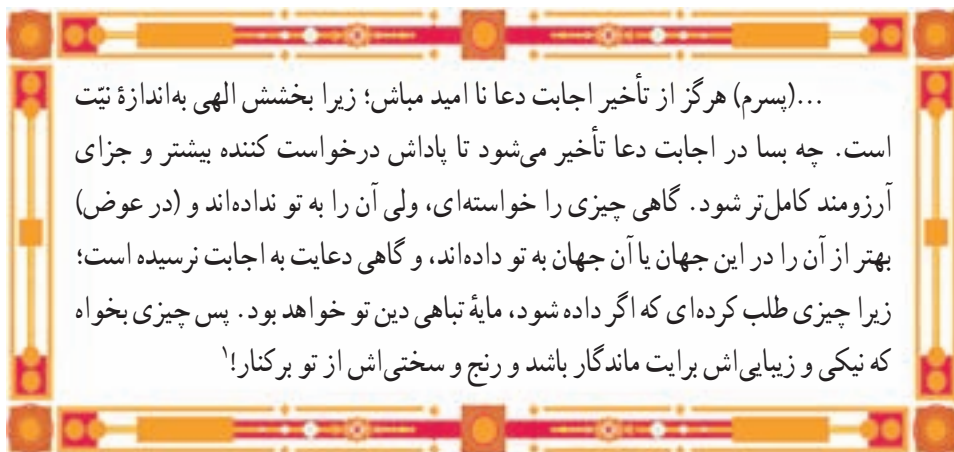 ...(پسرم) هرگز از تأخیر اجابت دعا نا امید مباش؛ زیرا بخشش الهی به‌اندازهٔ نیّت
است. چه بسا در اجابت دعا تأخیر می‌شود تا پاداش درخواست کننده بیشتر و جزای
آرزومند کامل‌تر شود. گاهی چیزی را خواسته‌ای، ولی آن را به تو نداده‌اند و (در عوض)
بهتر از آن را در این جهان یا آن جهان به تو داده‌اند، و گاهی دعایت به اجابت نرسیده است؛
زیرا چیزی طلب کرده‌ای که اگر داده شود، مایهٔ تباهی دین تو خواهد بود. پس چیزی بخواه
که نیکی و زیبایی‌اش برایت ماندگار باشد و رنج و سختی‌اش از تو برکنار!۱